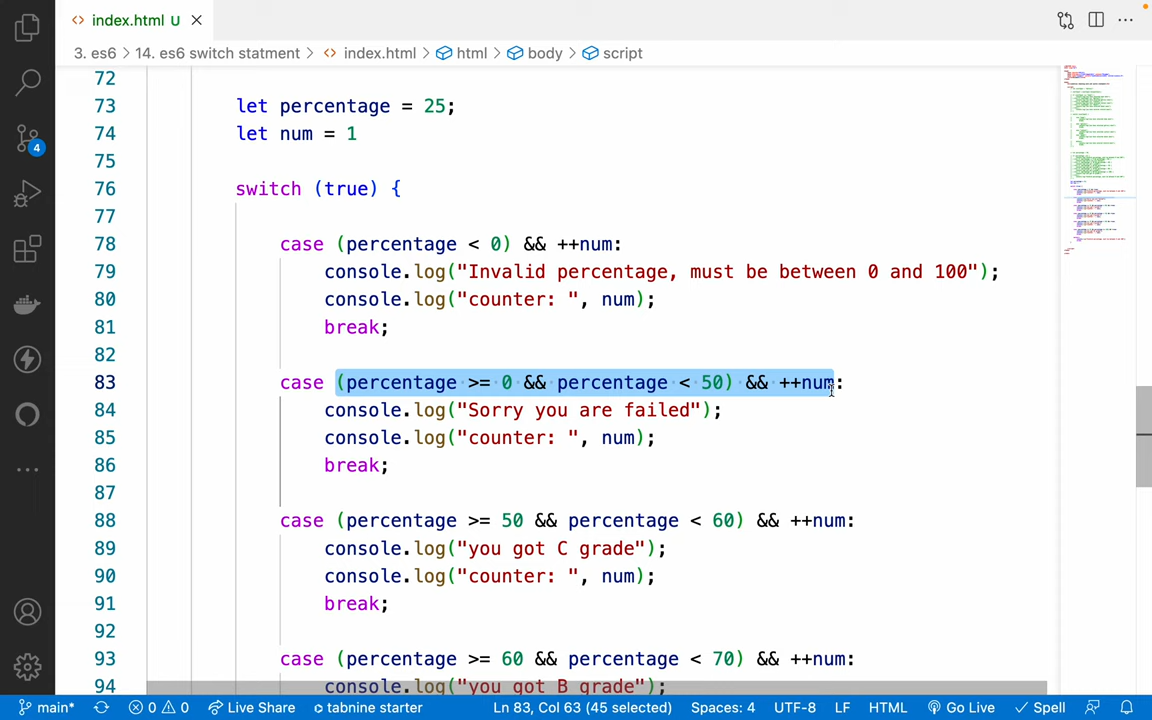 index.html U
3. es6 > 14. es6 switch statment > index.html > html > body > script
72
73 let percentage = 25;
74 let num = 1
75
76 switch (true) {
77
78 case (percentage < 0) && ++num:
79 console.log("Invalid percentage, must be between 0 and 100");
80 console.log("counter: ", num);
81 break;
82
83 case (percentage >= 0 && percentage < 50) && ++num:
84 console.log("Sorry you are failed");
85 console.log("counter: ", num);
86 break;
87
88 case (percentage >= 50 && percentage < 60) && ++num:
89 console.log("you got C grade");
90 console.log("counter: ", num);
91 break;
92
93 case (percentage >= 60 && percentage < 70) && ++num:
94 console.log("you got B grade");
4
main* 0 0 Live Share tabnine starter Ln 83, Col 63 (45 selected) Spaces: 4 UTF-8 LF HTML Go Live Spell